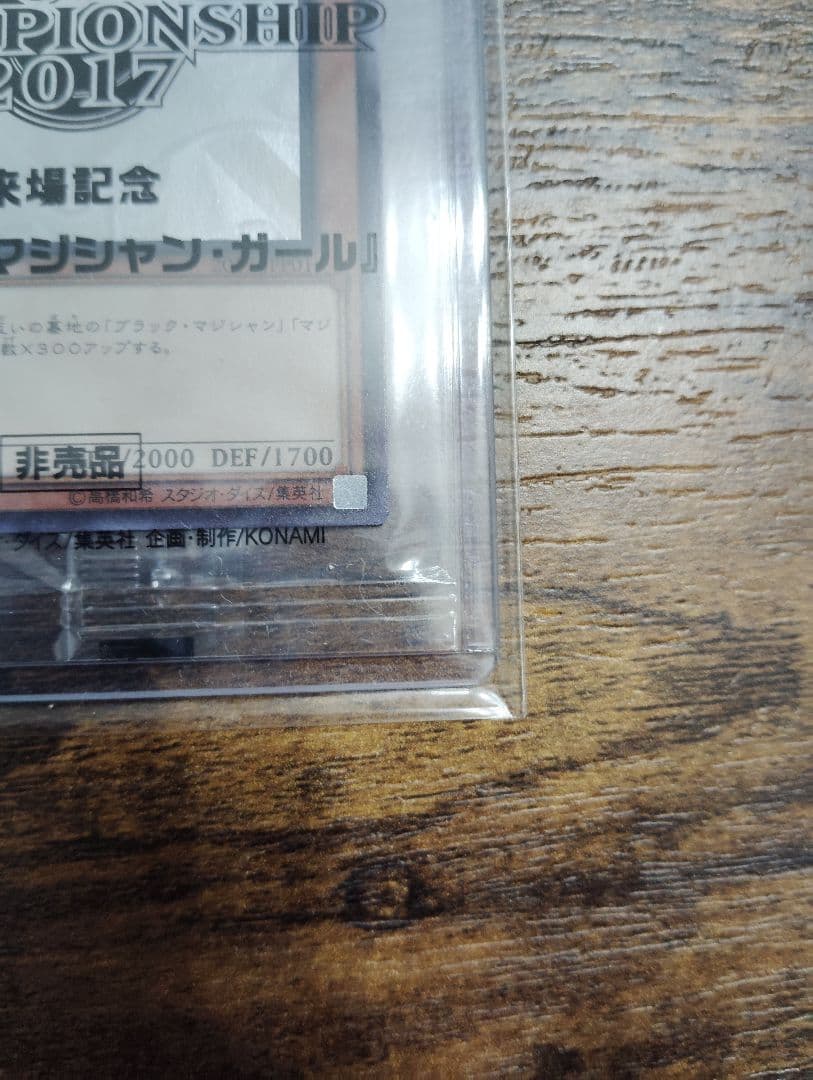 PIONSHIP
2017
来場記念
マジシャン・ガール』
互いの墓地の「ブラック・マジシャン」「マジ
数×300アップする。
/2000 DEF/1700
非売品
©高橋和希 スタジオ・ダイス/集英社
・ダイス/集英社 企画・制作/KONAMI